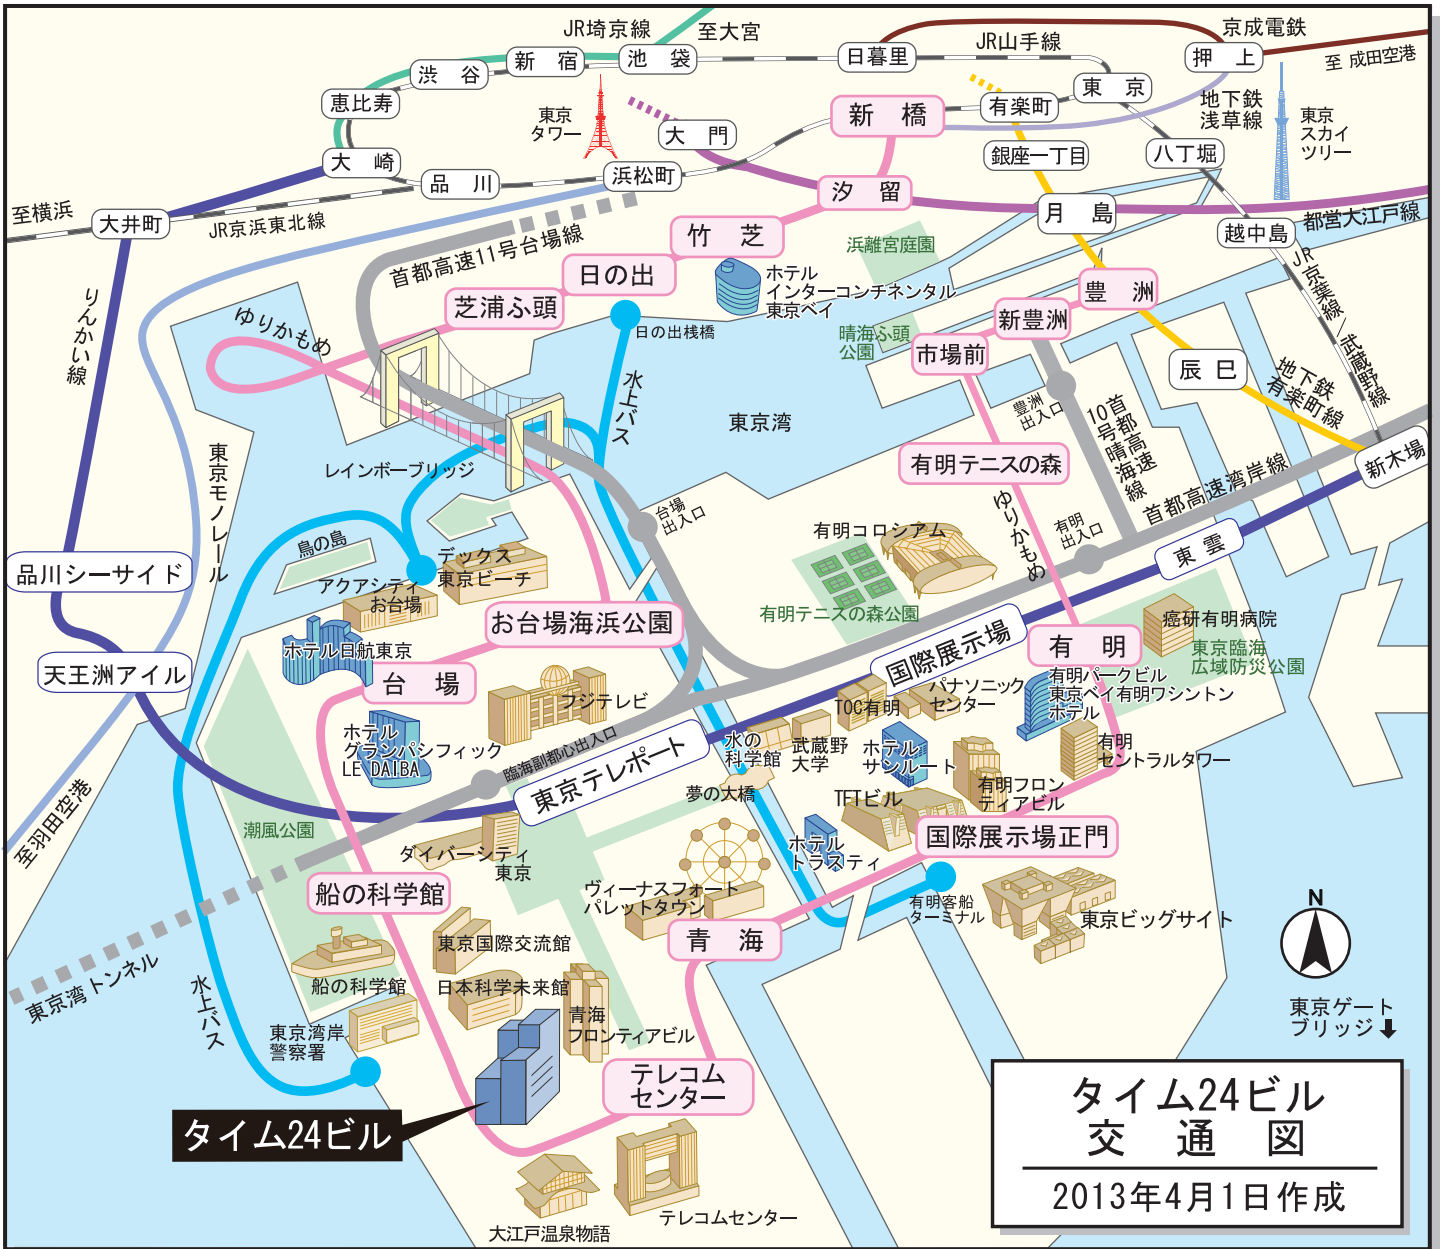 JR埼京線
至大宮
京成電鉄
至 成田空港
JR山手線
日暮里
押 上
池 袋
新 宿
渋 谷
恵比寿
東 京
有楽町
新 橋
地下鉄
浅草線
東京
スカイ
ツリー
東京
タワー
大 門
銀座一丁目
八丁堀
大 崎
品 川
浜松町
汐 留
月 島
至横浜
大井町
JR京浜東北線
都営大江戸線
越中島
首都高速11号台場線
竹 芝
浜離宮庭園
日の出
ホテル
インターコンチネンタル
東京ベイ
JR京葉線/武蔵野線
豊 洲
りんかい線
ゆりかもめ
芝浦ふ頭
日の出桟橋
新豊洲
晴海ふ頭
公園
市場前
辰 巳
地下鉄
有楽町線
水上バス
東京湾
豊洲
出入口
10号晴海線
首都高速
新木場
東京モノレール
レインボーブリッジ
有明テニスの森
首都高速湾岸線
台場
出入口
ゆりかもめ
有明
出入口
有明コロシアム
鳥の島
デックス
東京ビーチ
東 雲
品川シーサイド
アクアシティ
お台場
有明テニスの森公園
お台場海浜公園
癌研有明病院
国際展示場
有 明
東京臨海
広域防災公園
ホテル日航東京
天王洲アイル
台 場
フジテレビ
パナソニック
センター
TOC有明
有明パークビル
東京ベイ有明ワシントン
ホテル
ホテル
グランパシフィック
LE DAIBA
臨海副都心出入口
水の
科学館
武蔵野
大学
ホテル
サンルート
有明
セントラルタワー
東京テレポート
夢の大橋
TFTビル
有明フロン
ティアビル
至羽田空港
潮風公園
ダイバーシティ
東京
ホテル
トラスティ
国際展示場正門
船の科学館
ヴィーナスフォート
パレットタウン
有明客船
ターミナル
東京ビッグサイト
東京国際交流館
青 海
N
東京湾トンネル
船の科学館
日本科学未来館
水上バス
東京湾岸
警察署
青海
フロンティアビル
東京ゲート
ブリッジ
テレコム
センター
タイム24ビル
タイム24ビル
交 通 図
2013年4月1日作成
大江戸温泉物語
テレコムセンター